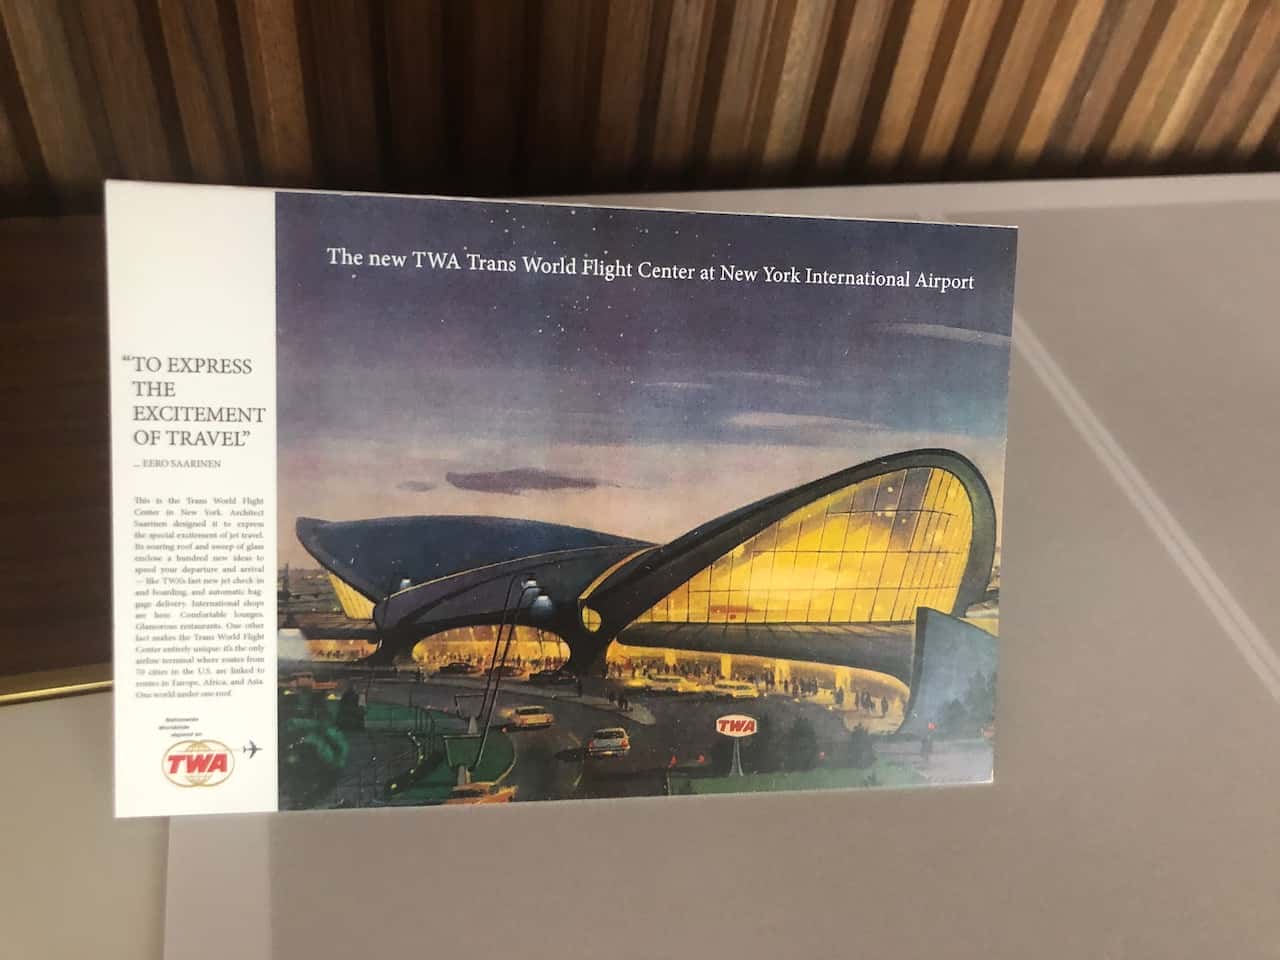 The new TWA Trans World Flight Center at New York International Airport
“TO EXPRESS
THE
EXCITEMENT
OF TRAVEL”
... EERO SAARINEN
This is the Trans World Flight
Center in New York. Architect
Saarinen designed it to express
the special excitement of jet travel.
Its soaring roof and sweep of glass
enclose a hundred new ideas to
speed your departure and arrival
— like TWA's fast new jet check-in
and boarding, and automatic bag-
gage delivery. International shops
are here. Comfortable lounges.
Glamorous restaurants. One other
fact makes the Trans World Flight
Center entirely unique: it's the only
airline terminal where routes from
70 cities in the U.S. are linked to
routes in Europe, Africa, and Asia.
One world under one roof.
Nationwide
Worldwide
depend on
TWA
TWA